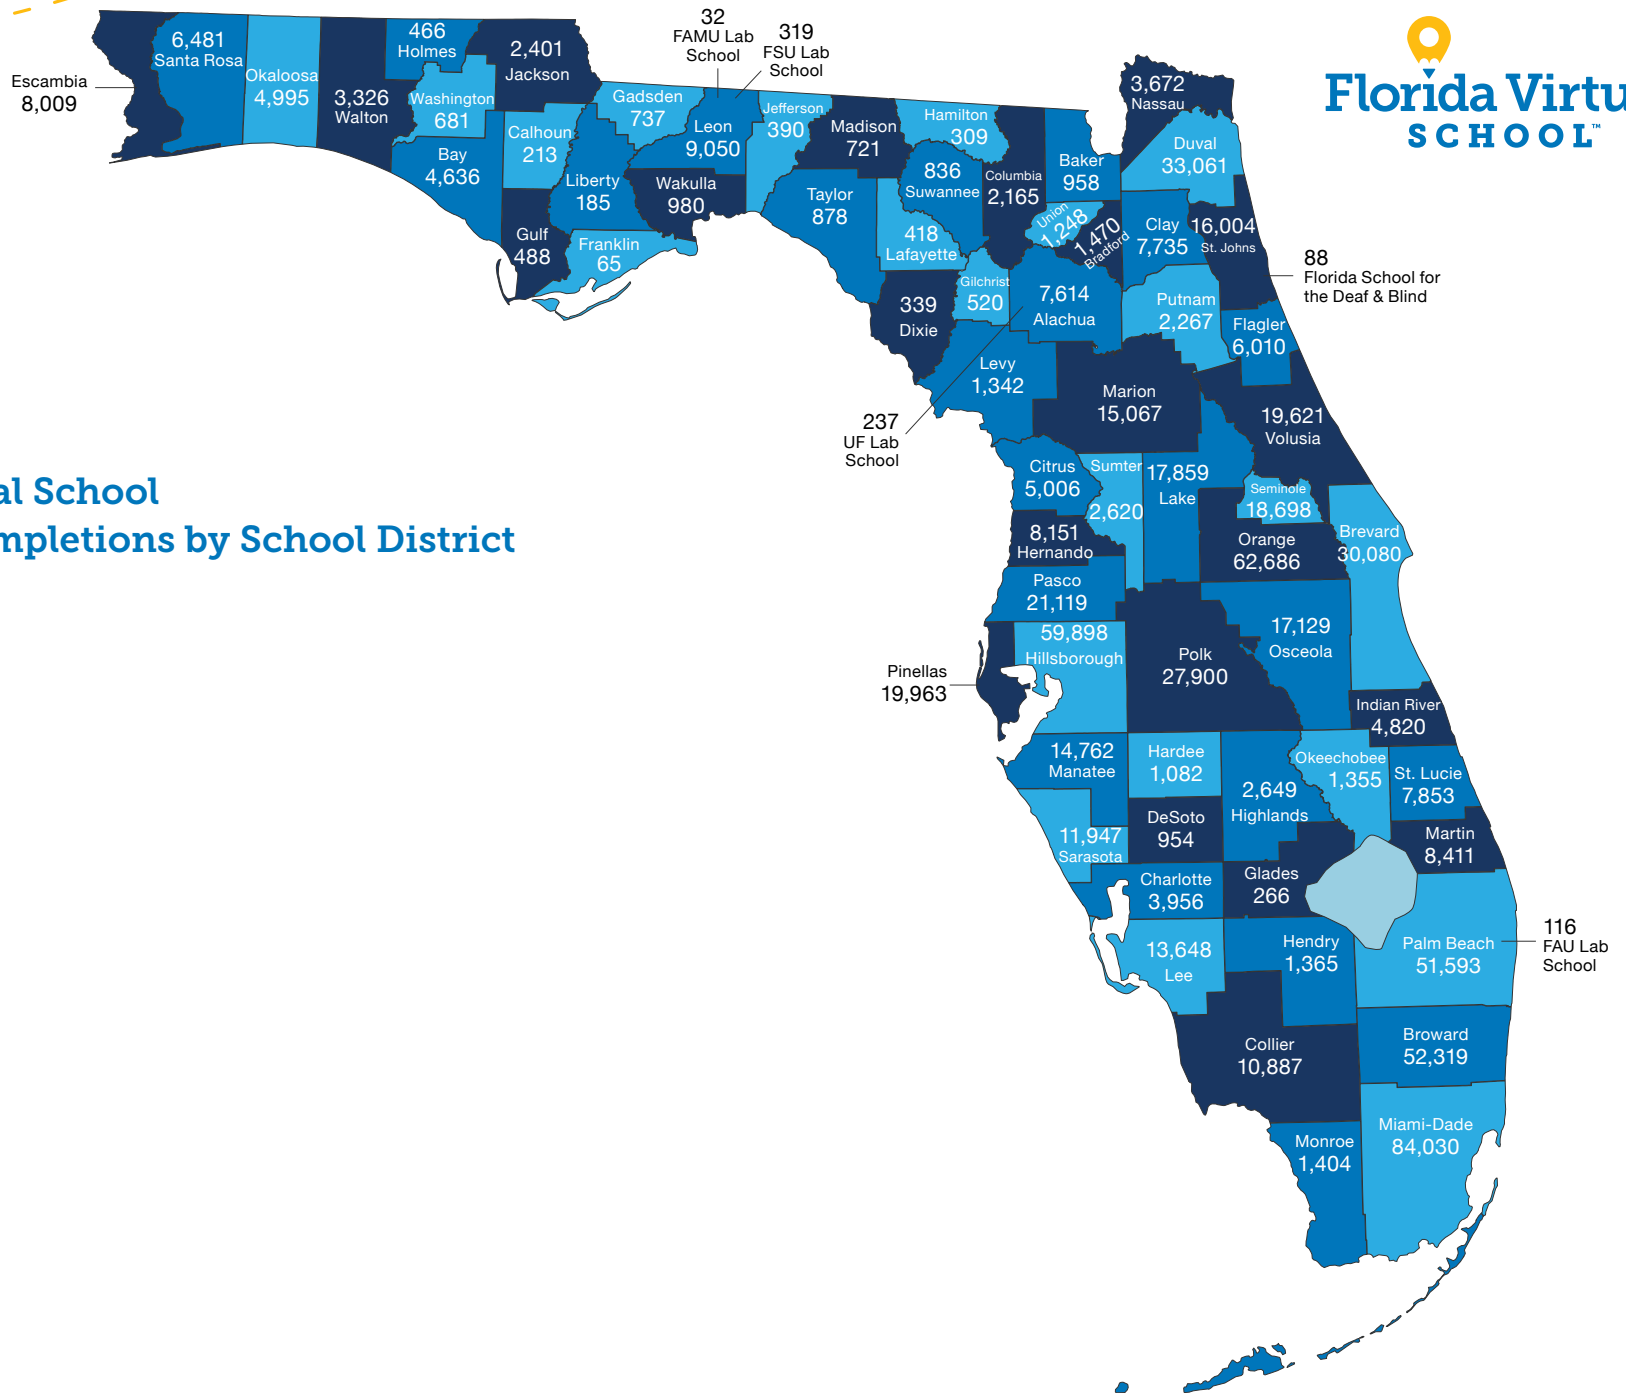 Florida Virtu
SCHOOL™
al School
mpletions by School District
Escambia
8,009
6,481
Santa Rosa
Okaloosa
4,995
3,326
Walton
466
Holmes
Washington
681
2,401
Jackson
Bay
4,636
Calhoun
213
Gulf
488
Liberty
185
Franklin
65
Gadsden
737
32
FAMU Lab
School
319
FSU Lab
School
Leon
9,050
Wakulla
980
Jefferson
390
Madison
721
Taylor
878
Hamilton
309
836
Suwannee
418
Lafayette
339
Dixie
Columbia
2,165
Baker
958
Union
1,248
1,470
Bradford
3,672
Nassau
Duval
33,061
Clay
7,735
16,004
St. Johns
88
Florida School for
the Deaf & Blind
Gilchrist
520
7,614
Alachua
237
UF Lab
School
Putnam
2,267
Flagler
6,010
Levy
1,342
Marion
15,067
19,621
Volusia
Citrus
5,006
Sumter
2,620
17,859
Lake
Seminole
18,698
Orange
62,686
Brevard
30,080
8,151
Hernando
Pasco
21,119
Pinellas
19,963
59,898
Hillsborough
Polk
27,900
17,129
Osceola
Indian River
4,820
14,762
Manatee
Hardee
1,082
2,649
Highlands
Okeechobee
1,355
St. Lucie
7,853
11,947
Sarasota
DeSoto
954
Martin
8,411
Charlotte
3,956
Glades
266
13,648
Lee
Hendry
1,365
Palm Beach
51,593
116
FAU Lab
School
Collier
10,887
Broward
52,319
Monroe
1,404
Miami-Dade
84,030